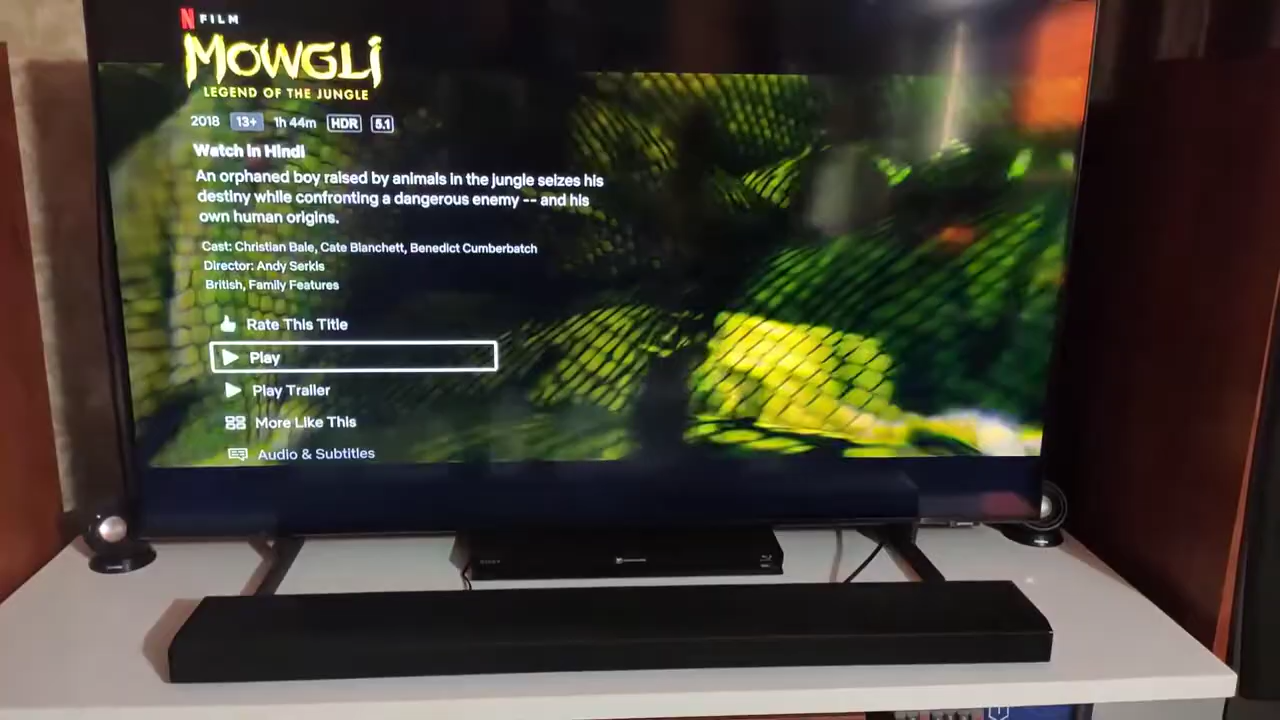 N FILM
MOWGLI
LEGEND OF THE JUNGLE
2018 13+ 1h 44m HDR 5.1
Watch in Hindi
An orphaned boy raised by animals in the jungle seizes his
destiny while confronting a dangerous enemy -- and his
own human origins.
Cast: Christian Bale, Cate Blanchett, Benedict Cumberbatch
Director: Andy Serkis
British, Family Features
Rate This Title
Play
Play Trailer
More Like This
Audio & Subtitles